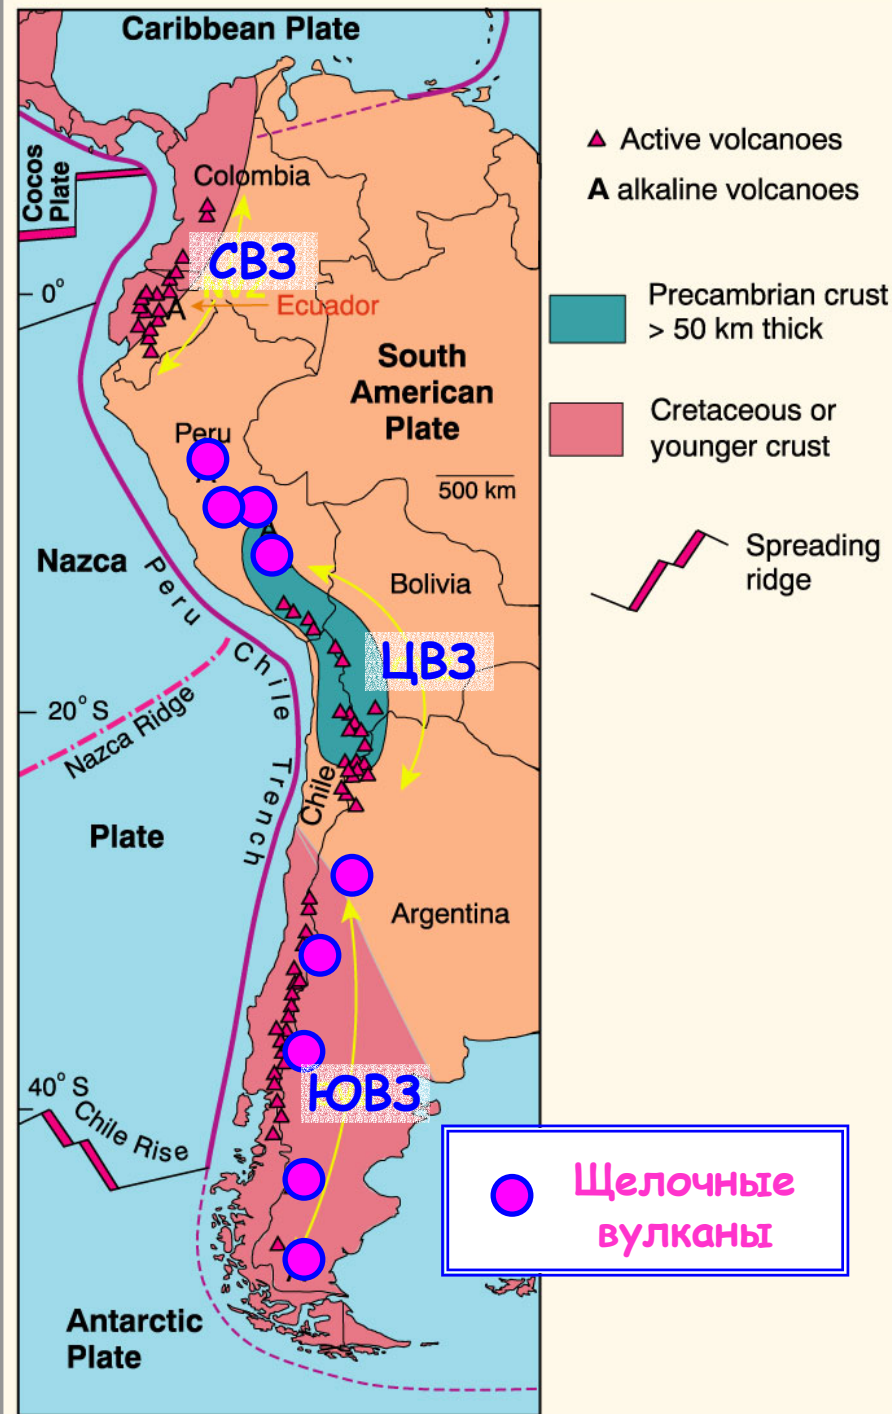 Caribbean Plate
Cocos
Plate
Colombia
СВЗ
0°
A
Ecuador
South
American
Plate
Peru
500 km
Nazca
Peru
Chile
Trench
Bolivia
ЦВЗ
20° S
Nazca Ridge
Chile
Plate
Argentina
ЮВЗ
40° S
Chile Rise
Antarctic
Plate
Active volcanoes
A alkaline volcanoes
Precambrian crust
> 50 km thick
Cretaceous or
younger crust
Spreading
ridge
Щелочные
вулканы